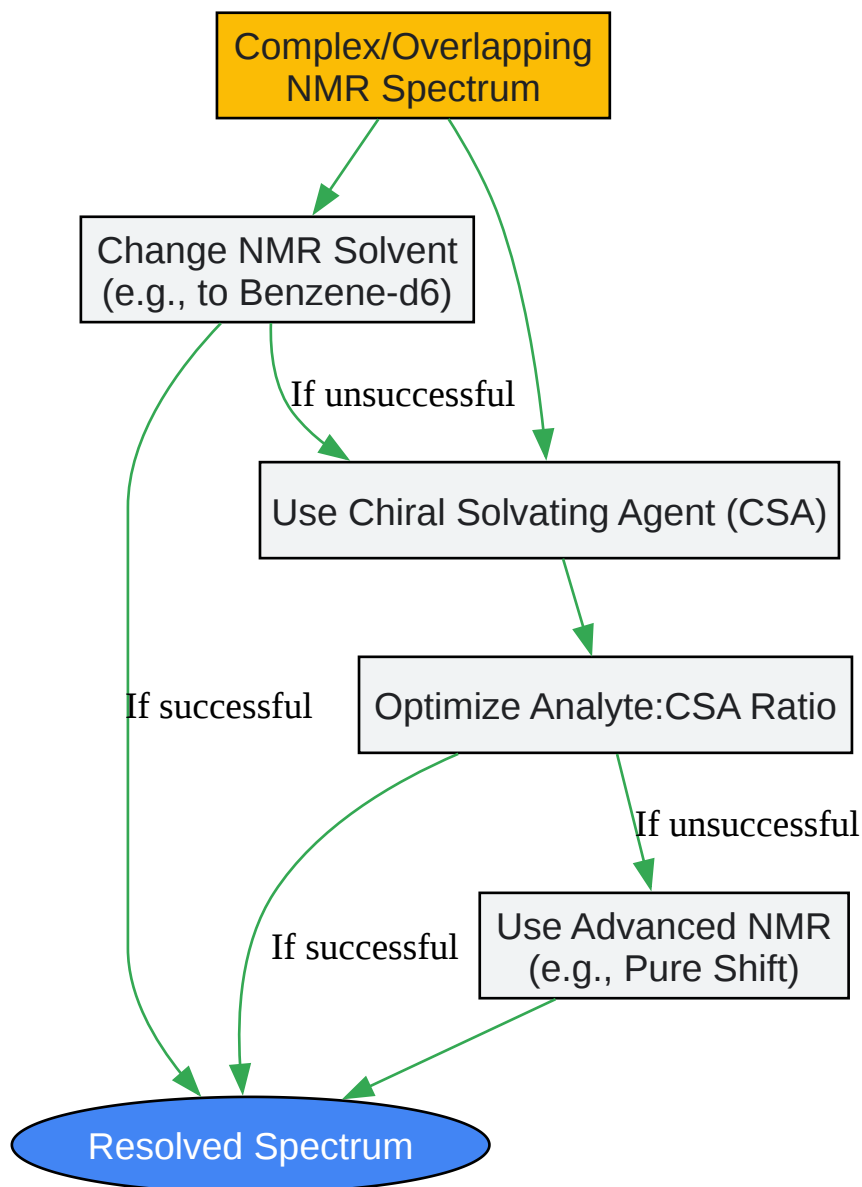 Complex/Overlapping
NMR Spectrum
Change NMR Solvent
(e.g., to Benzene-d6)
If unsuccessful
Use Chiral Solvating Agent (CSA)
If successful
Optimize Analyte:CSA Ratio
If unsuccessful
If successful
Use Advanced NMR
(e.g., Pure Shift)
Resolved Spectrum